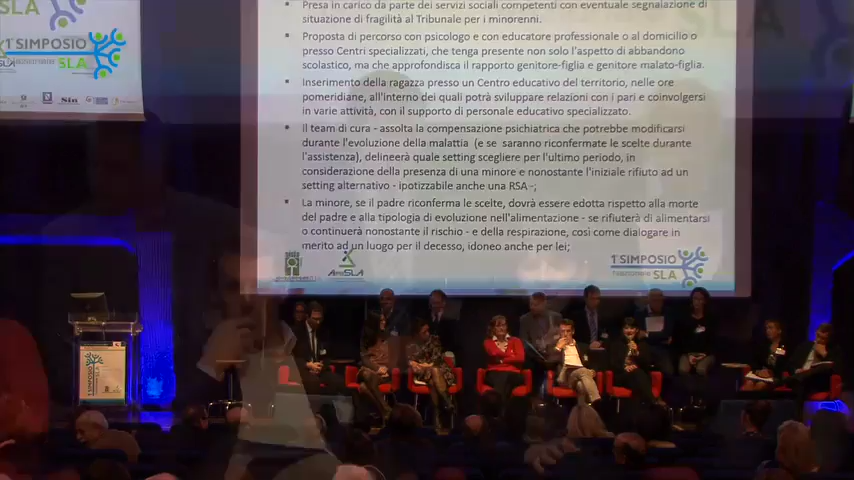 SLA
1° SIMPOSIO
SLA
Presa in carico da parte dei servizi sociali competenti con eventuale segnalazione di
situazione di fragilità al Tribunale per i minorenni.
Proposta di percorso con psicologo e con educatore professionale o al domicilio o
presso Centri specializzati, che tenga presente non solo l'aspetto di abbandono
scolastico, ma che approfondisca il rapporto genitore-figlia e genitore malato-figlia.
Inserimento della ragazza presso un Centro educativo del territorio, nelle ore
pomeridiane, all'interno dei quali potrà sviluppare relazioni con i pari e coinvolgersi
in varie attività, con il supporto di personale educativo specializzato.
Il team di cura - assolta la compensazione psichiatrica che potrebbe modificarsi
durante l'evoluzione della malattia (e se saranno riconfermate le scelte durante
l'assistenza), delineerà quale setting scegliere per l'ultimo periodo, in
considerazione della presenza di una minore e nonostante l'iniziale rifiuto ad un
setting alternativo - ipotizzabile anche una RSA -;
La minore, se il padre riconferma le scelte, dovrà essere edotta rispetto alla morte
del padre e alla tipologia di evoluzione nell'alimentazione - se rifiuterà di alimentarsi
o continuerà nonostante il rischio - e della respirazione, così come dialogare in
merito ad un luogo per il decesso, idoneo anche per lei;
ApaSLA
1° SIMPOSIO
Nazionale SLA